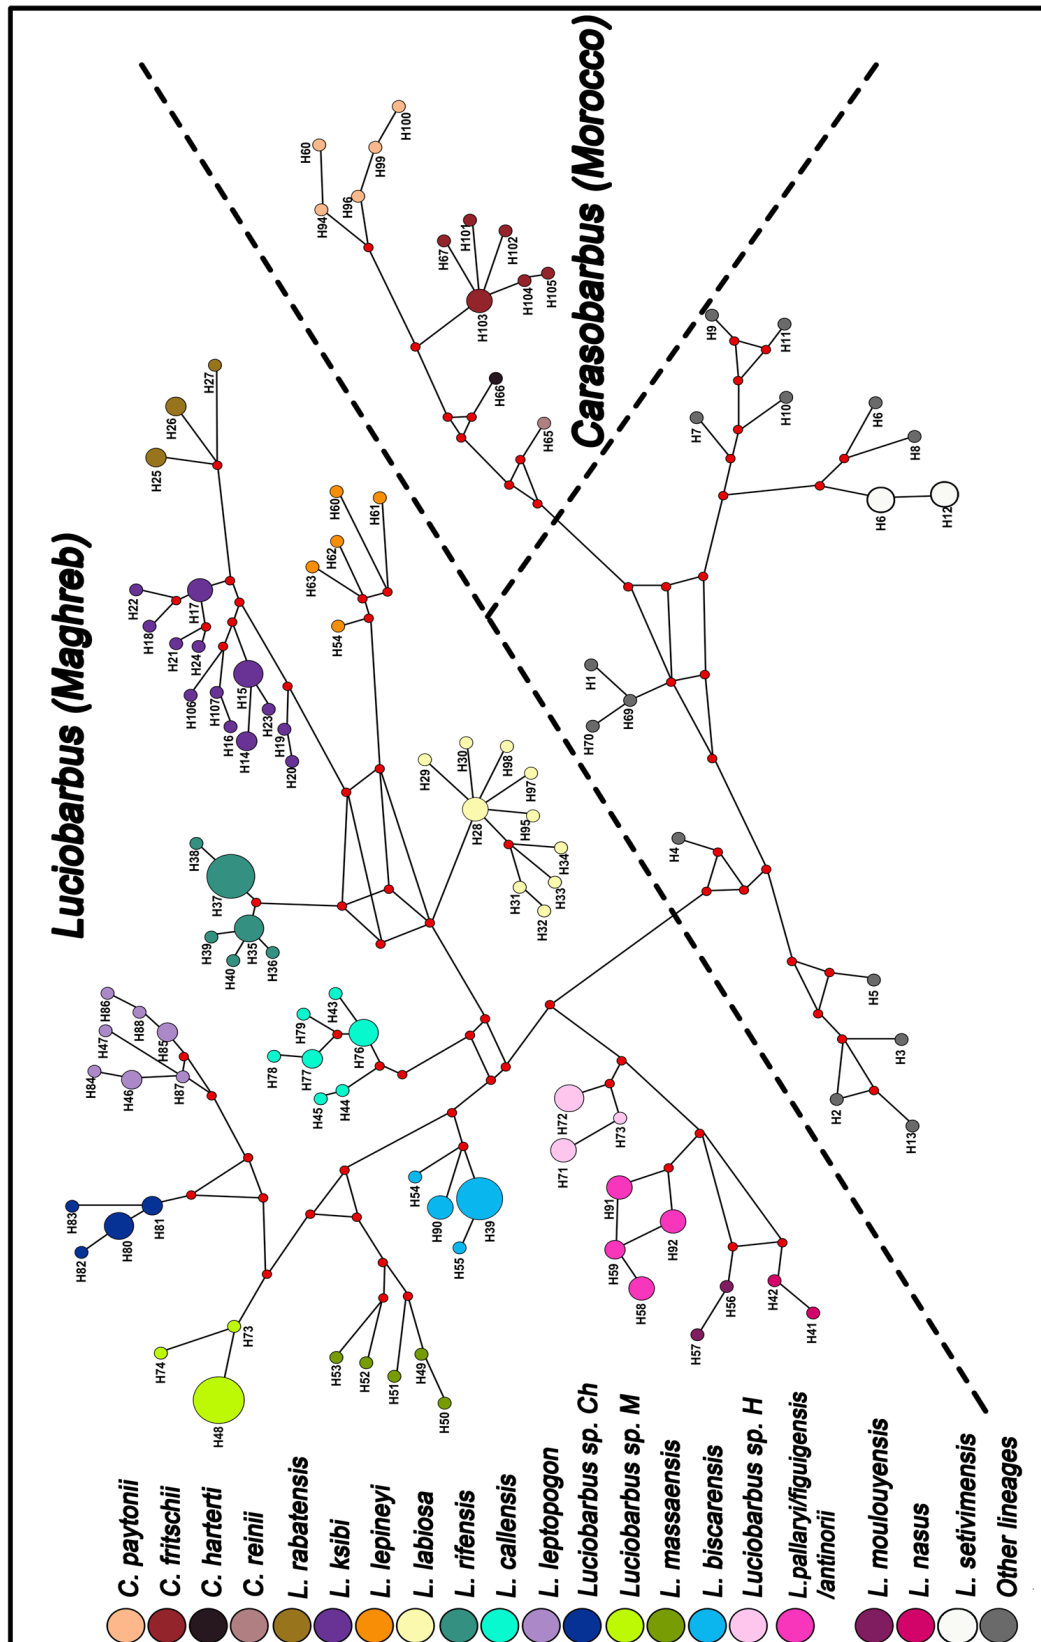 Luciobarbus (Maghreb)
Carasobarbus (Morocco)
H100
H60
H99
H96
H94
H101
H67
H102
H104
H105
H103
H66
H65
H27
H26
H25
H22
H18
H17
H21
H24
H106
H107
H15
H16
H14
H23
H19
H20
H60
H61
H62
H63
H54
H9
H11
H10
H7
H6
H8
H6
H12
H1
H69
H70
H4
H5
H3
H2
H13
H30
H29
H98
H97
H28
H95
H34
H33
H31
H32
H38
H37
H39
H35
H40
H36
H86
H88
H47
H85
H84
H46
H87
H43
H79
H76
H78
H77
H44
H45
H83
H81
H80
H82
H54
H90
H39
H55
H72
H73
H71
H91
H92
H59
H58
H56
H57
H42
H41
H74
H73
H48
H53
H52
H51
H49
H50
C. paytonii
C. fritschii
C. harterti
C. reinii
L. rabatensis
L. ksibi
L. lepineyi
L. labiosa
L. rifensis
L. callensis
L. leptopogon
Luciobarbus sp. Ch
Luciobarbus sp. M
L. massaensis
L. biscarensis
Luciobarbus sp. H
L.pallaryi/figuigensis
/antinorii
L. moulouyensis
L. nasus
L. setivimensis
Other lineages